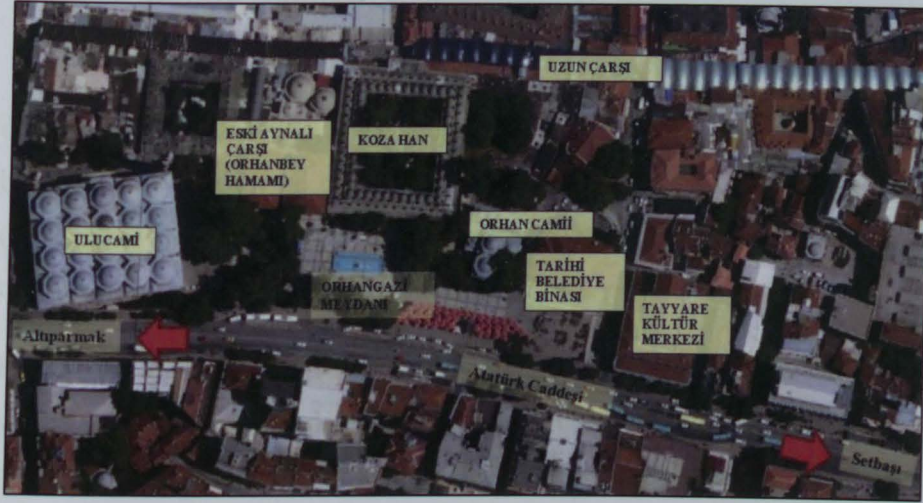 UZUN ÇARŞI
ESKİ AYNALI
ÇARŞI
(ORHANBEY
HAMAMI)
KOZA HAN
ULUCAMİ
ORHAN CAMİİ
ORHANGAZİ
MEYDANI
TARİHİ
BELEDİYE
BİNASI
TAYYARE
KÜLTÜR
MERKEZİ
Altıparmak
Atatürk Caddesi
Setbaşı